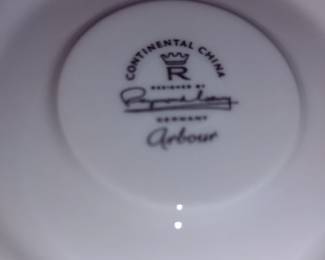 CONTINENTAL CHINA
R
DESIGNED BY
GERMANY
Arbour